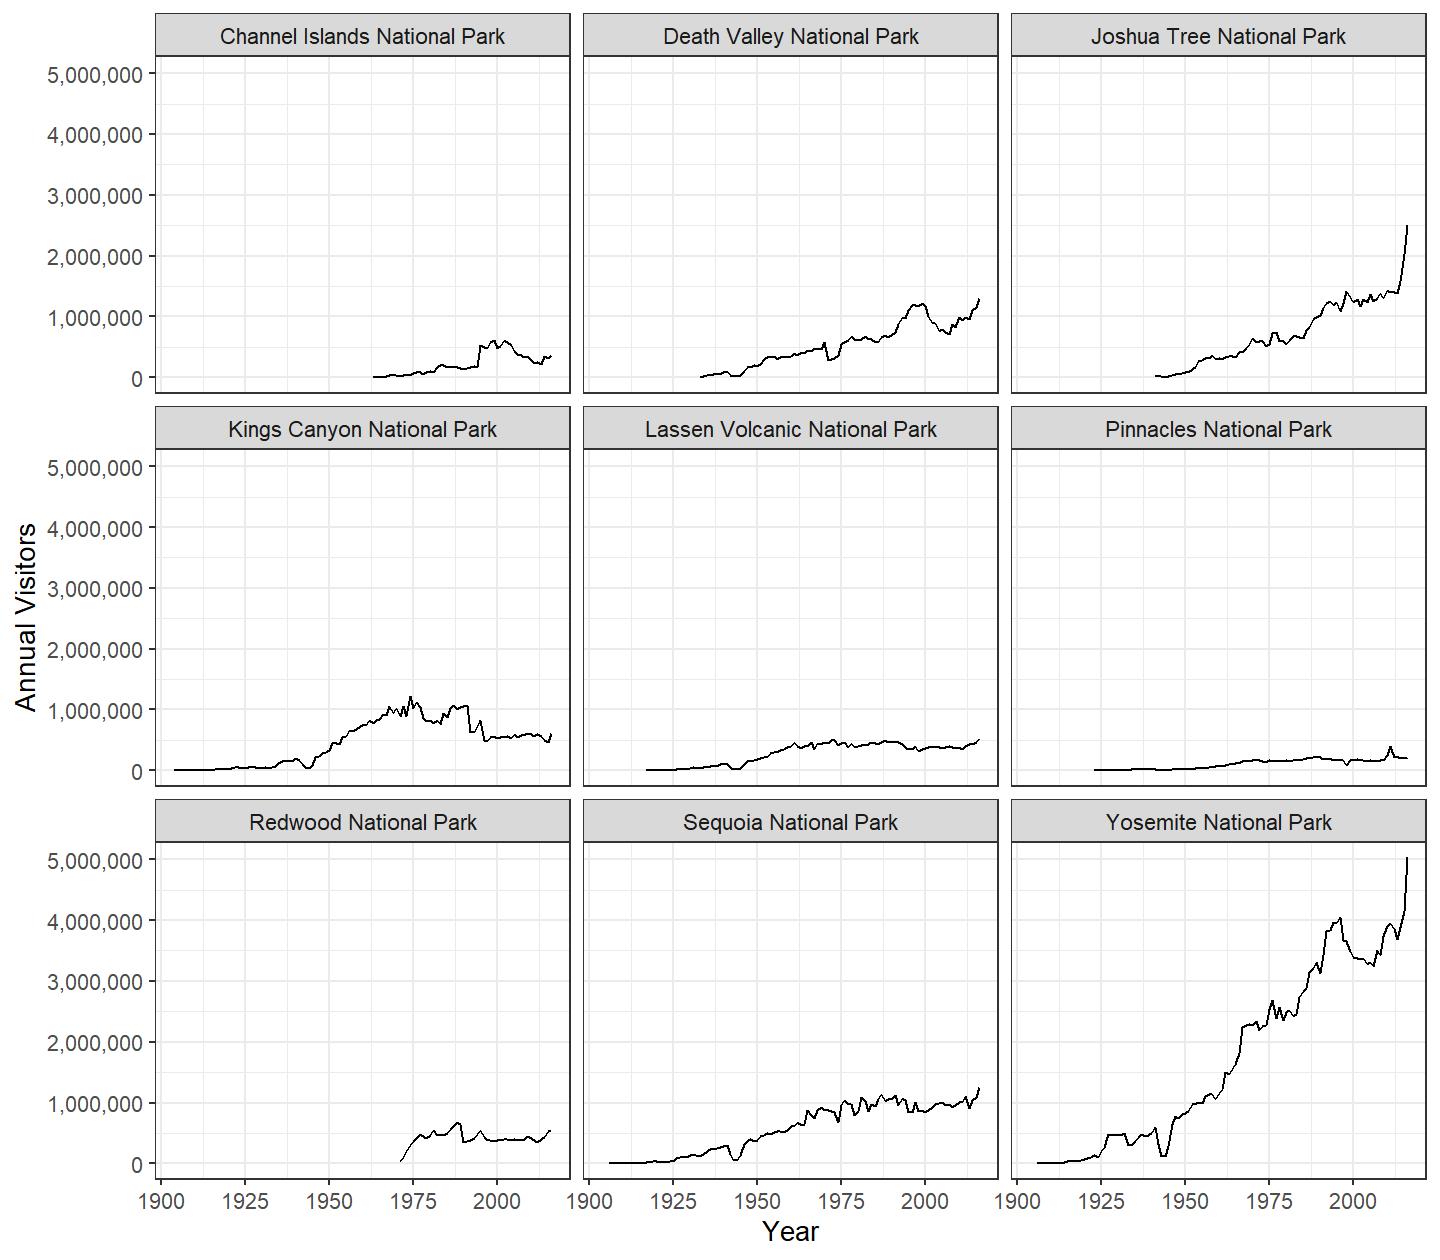 Channel Islands National Park
Death Valley National Park
Joshua Tree National Park
5,000,000
4,000,000
3,000,000
2,000,000
1,000,000
0
Kings Canyon National Park
Lassen Volcanic National Park
Pinnacles National Park
5,000,000
4,000,000
3,000,000
2,000,000
1,000,000
0
Annual Visitors
Redwood National Park
Sequoia National Park
Yosemite National Park
5,000,000
4,000,000
3,000,000
2,000,000
1,000,000
0
1900 1925 1950 1975 2000
1900 1925 1950 1975 2000
1900 1925 1950 1975 2000
Year